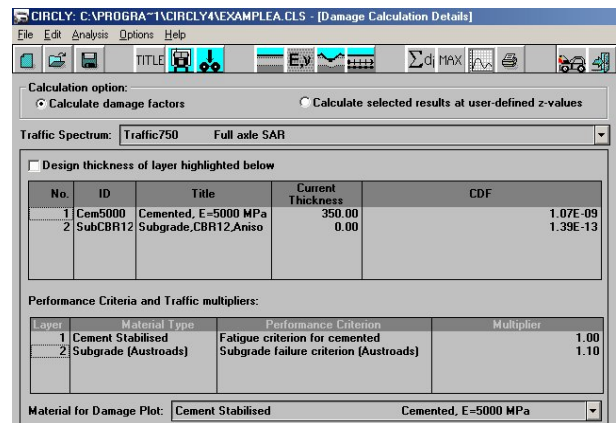 CIRCLY: C:\PROGRA~1\CIRCLY4\EXAMPLEA.CLS - [Damage Calculation Details]
File Edit Analysis Options Help
TITLE E,ν Σdi MAX
Calculation option:
Calculate damage factors Calculate selected results at user-defined z-values
Traffic Spectrum: Traffic750 Full axle SAR
Design thickness of layer highlighted below
No. ID Title Current Thickness CDF
1 Cem5000 Cemented, E=5000 MPa 350.00 1.07E-09
2 SubCBR12 Subgrade,CBR12,Aniso 0.00 1.39E-13
Performance Criteria and Traffic multipliers:
Layer Material Type Performance Criterion Multiplier
1 Cement Stabilised Fatigue criterion for cemented 1.00
2 Subgrade (Austroads) Subgrade failure criterion (Austroads) 1.10
Material for Damage Plot: Cement Stabilised Cemented, E=5000 MPa